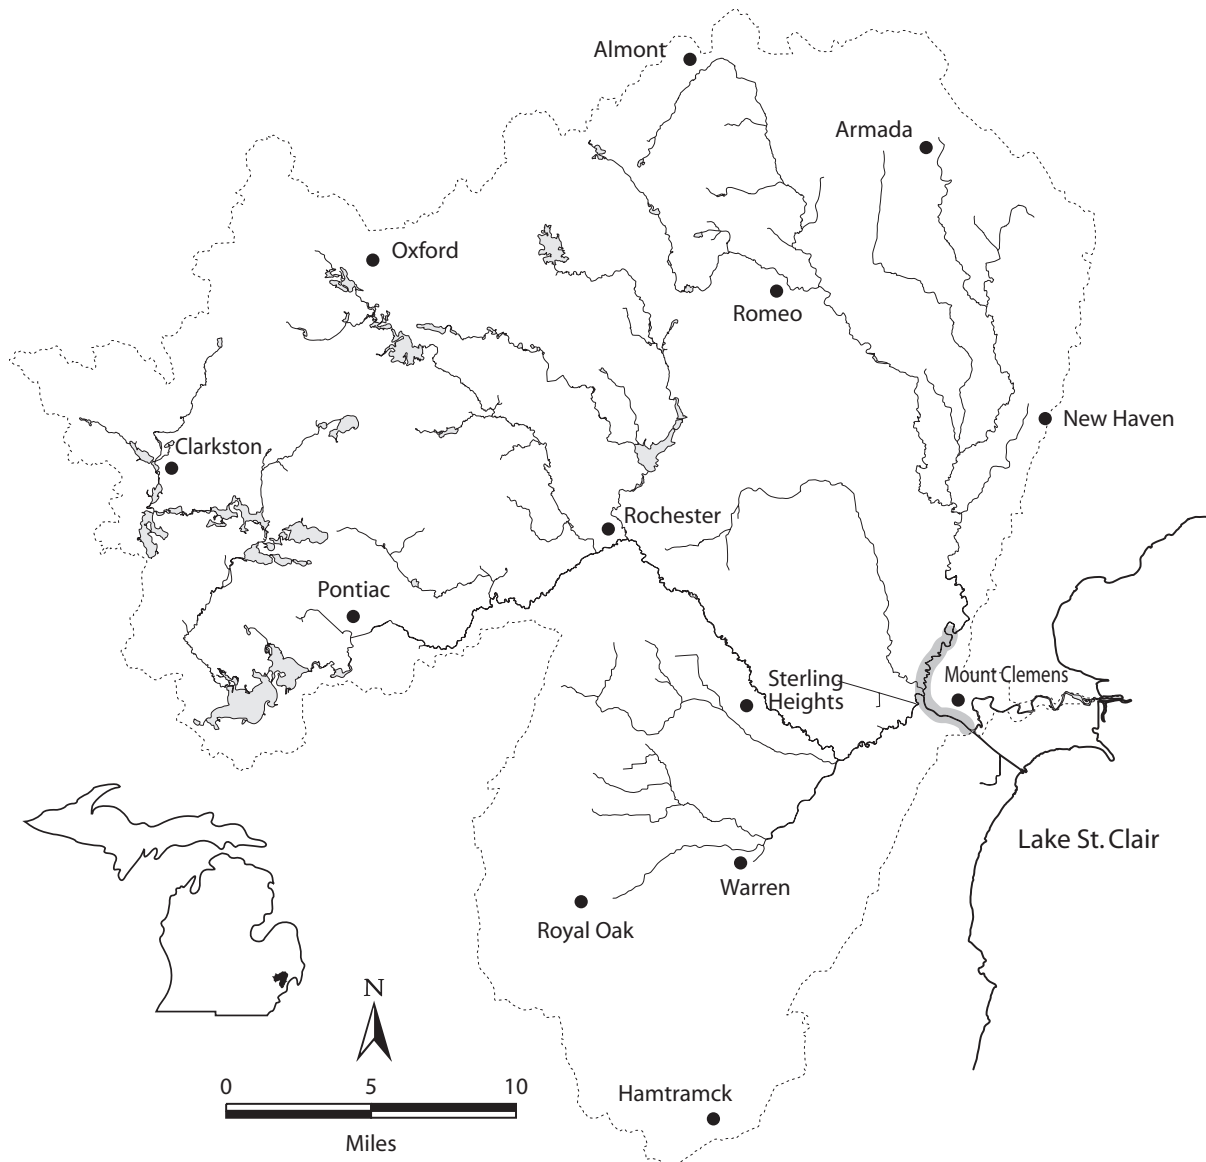 Almont
Armada
Oxford
Romeo
New Haven
Clarkston
Rochester
Pontiac
Mount Clemens
Sterling
Heights
Lake St. Clair
Warren
Royal Oak
N
0 5 10
Miles
Hamtramck